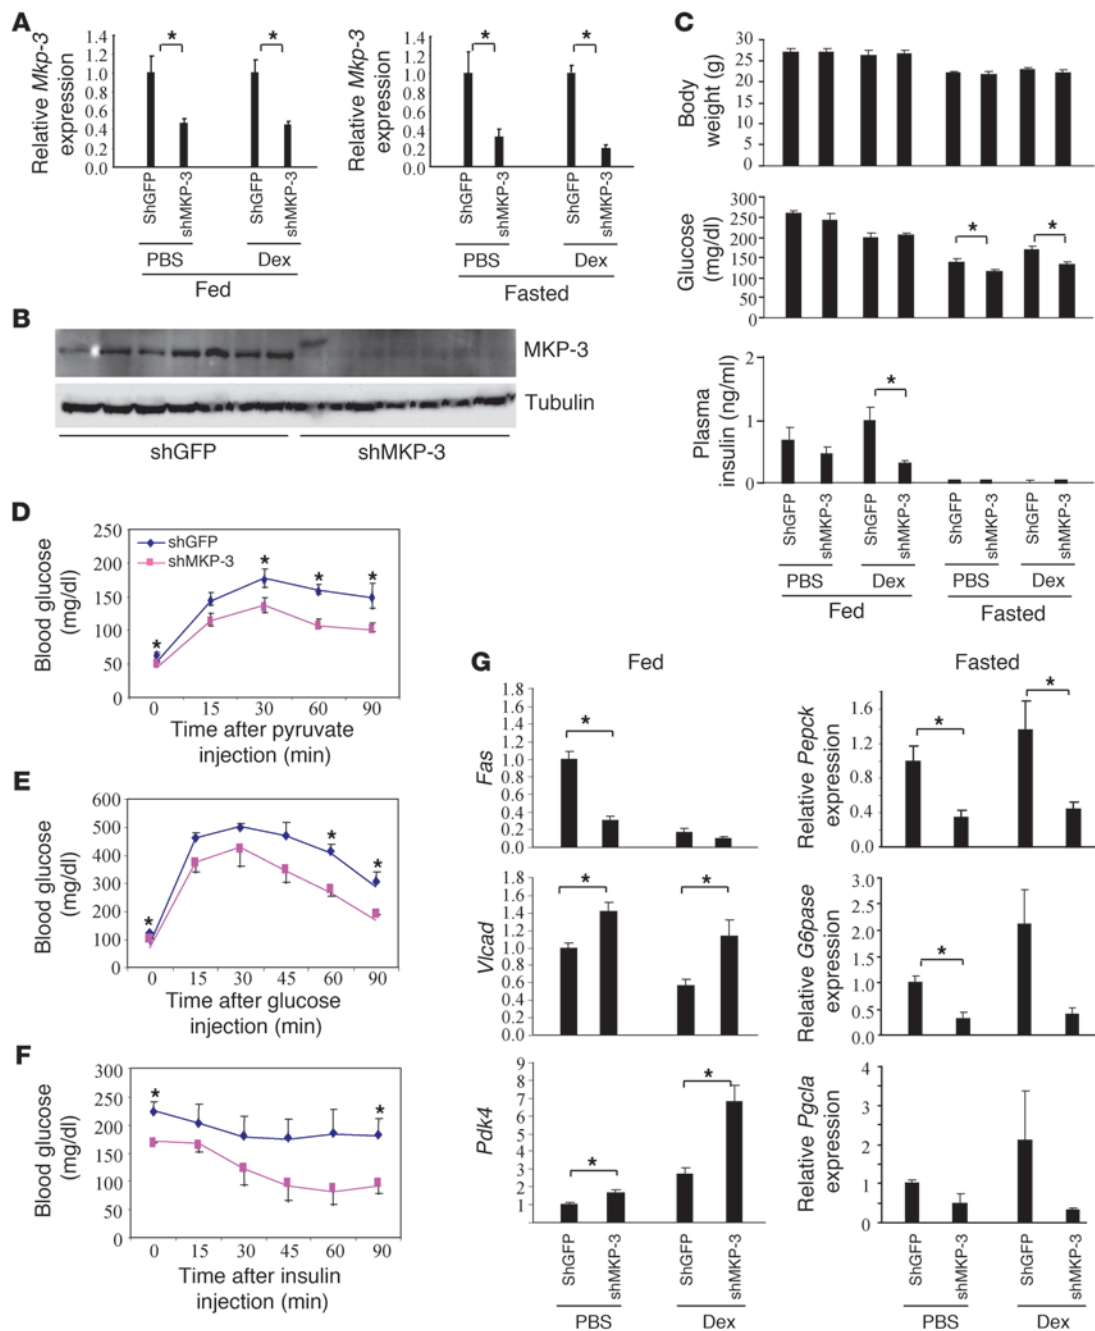 A
Relative Mkp-3
expression
1.4
1.2
1.0
0.8
0.6
0.4
0.2
0.0
*
*
ShGFP
shMKP-3
ShGFP
shMKP-3
PBS
Dex
Fed
Relative Mkp-3
expression
1.4
1.2
1.0
0.8
0.6
0.4
0.2
0.0
*
*
ShGFP
shMKP-3
ShGFP
shMKP-3
PBS
Dex
Fasted
B
MKP-3
Tubulin
shGFP
shMKP-3
C
Body
weight (g)
30
25
20
15
10
5
0
Glucose
(mg/dl)
300
250
200
150
100
50
0
*
*
Plasma
insulin (ng/ml)
2
1
0
*
ShGFP
shMKP-3
ShGFP
shMKP-3
ShGFP
shMKP-3
ShGFP
shMKP-3
PBS
Dex
PBS
Dex
Fed
Fasted
D
Blood glucose
(mg/dl)
250
200
150
100
50
0
shGFP
shMKP-3
*
*
*
*
0
15
30
60
90
Time after pyruvate
injection (min)
E
Blood glucose
(mg/dl)
600
500
400
300
200
100
0
*
*
*
0
15
30
45
60
90
Time after glucose
injection (min)
F
Blood glucose
(mg/dl)
300
250
200
150
100
50
0
*
*
0
15
30
45
60
90
Time after insulin
injection (min)
G
Fed
Fasted
Fas
1.8
1.6
1.4
1.2
1.0
0.8
0.6
0.4
0.2
0.0
*
Relative Pepck
expression
2.0
1.6
1.2
0.8
0.4
0.0
*
*
Vlcad
1.8
1.6
1.4
1.2
1.0
0.8
0.6
0.4
0.2
0.0
*
*
Relative G6pase
expression
3.0
2.5
2.0
1.5
1.0
0.5
0.0
*
Pdk4
9
8
7
6
5
4
3
2
1
*
*
Relative Pgcla
expression
4
3
2
1
0
ShGFP
shMKP-3
ShGFP
shMKP-3
PBS
Dex
ShGFP
shMKP-3
ShGFP
shMKP-3
PBS
Dex